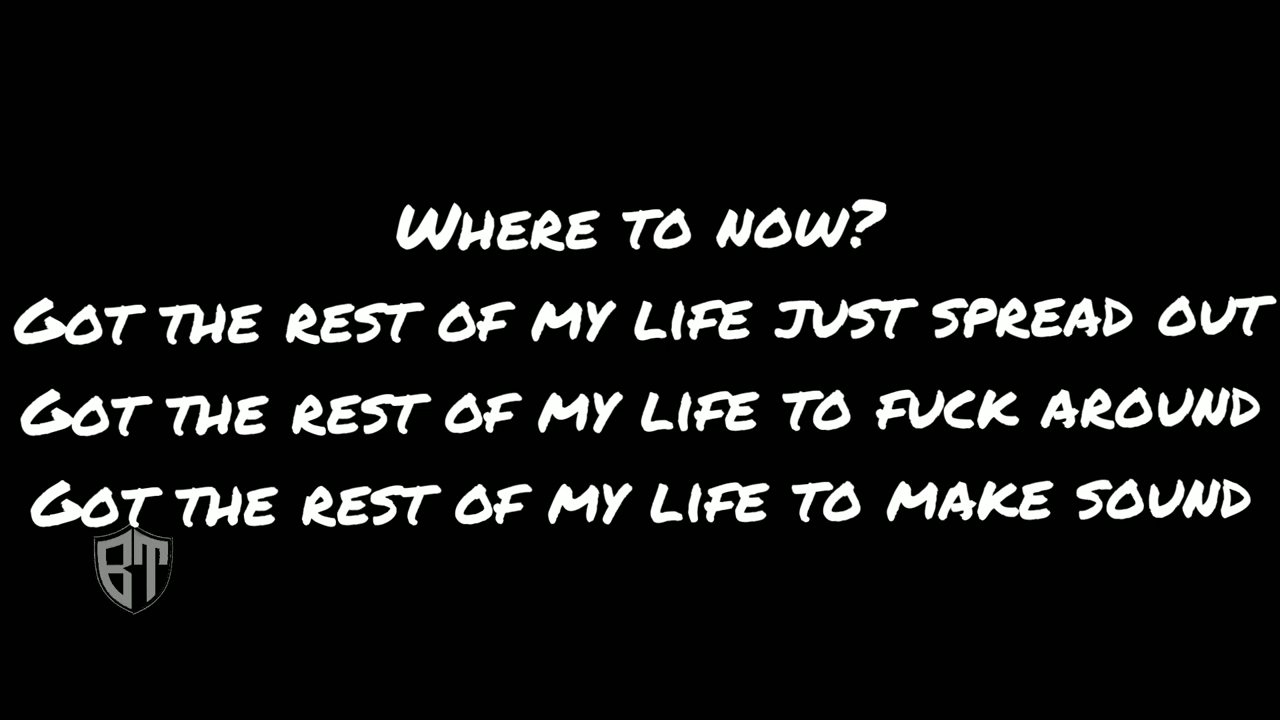 Where to now?
Got the rest of my life just spread out
Got the rest of my life to fuck around
Got the rest of my life to make sound
BT